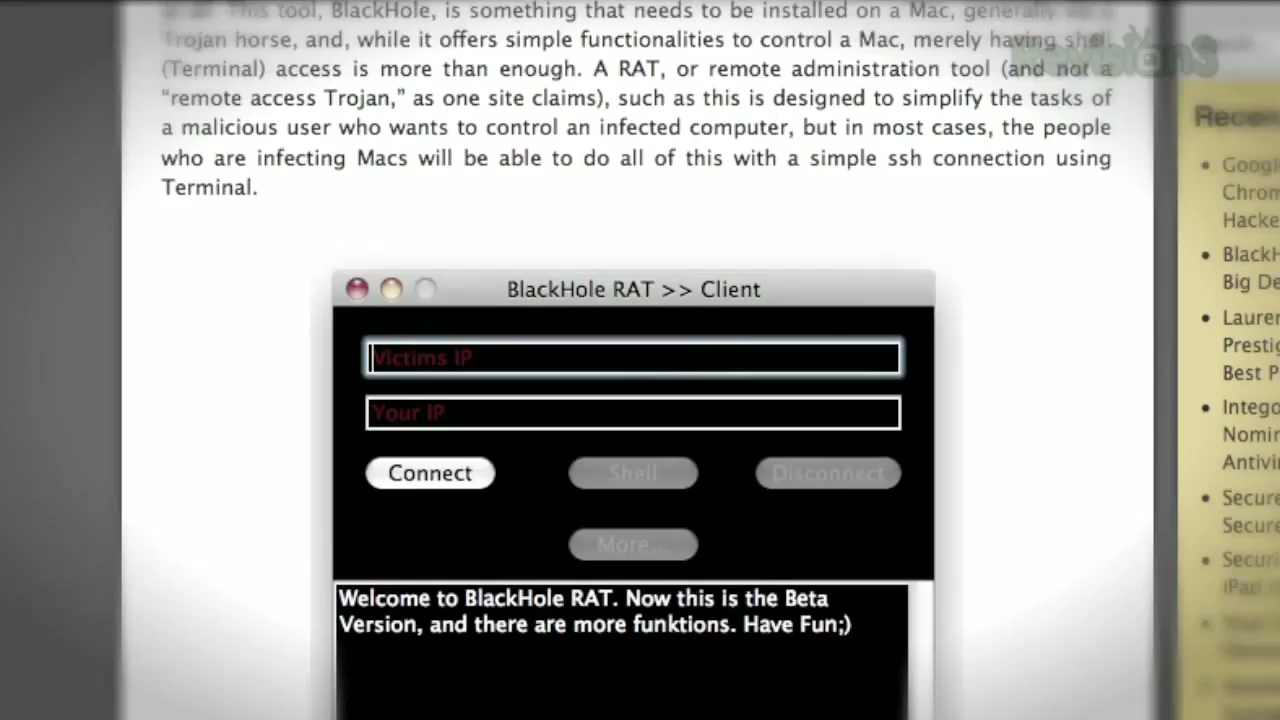 This tool, BlackHole, is something that needs to be installed on a Mac, generally
Trojan horse, and, while it offers simple functionalities to control a Mac, merely having shell
(Terminal) access is more than enough. A RAT, or remote administration tool (and not a
“remote access Trojan,” as one site claims), such as this is designed to simplify the tasks of
a malicious user who wants to control an infected computer, but in most cases, the people
who are infecting Macs will be able to do all of this with a simple ssh connection using
Terminal.
Recen
Googl
Chrom
Hacke
BlackH
Big De
Lauren
Prestig
Best P
Intego
Nomin
Antivi
Secure
Secure
Securi
iPad
BlackHole RAT >> Client
Victims IP
Your IP
Connect
Shell
Disconnect
More...
Welcome to BlackHole RAT. Now this is the Beta
Version, and there are more funktions. Have Fun;)